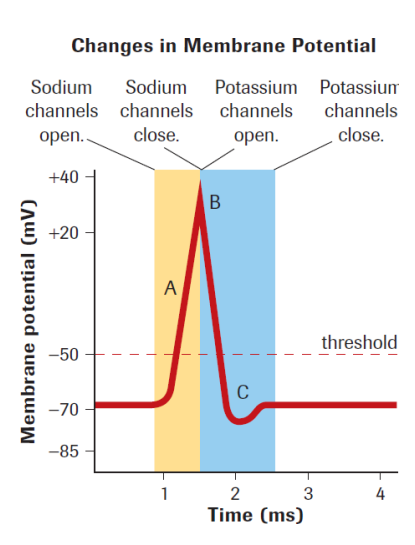 Changes in Membrane Potential
Sodium channels open.
Sodium channels close.
Potassium channels open.
Potassium channels close.
Membrane potential (mV)
+40
+20
−50
−70
−85
A
B
C
threshold
1 2 3 4
Time (ms)